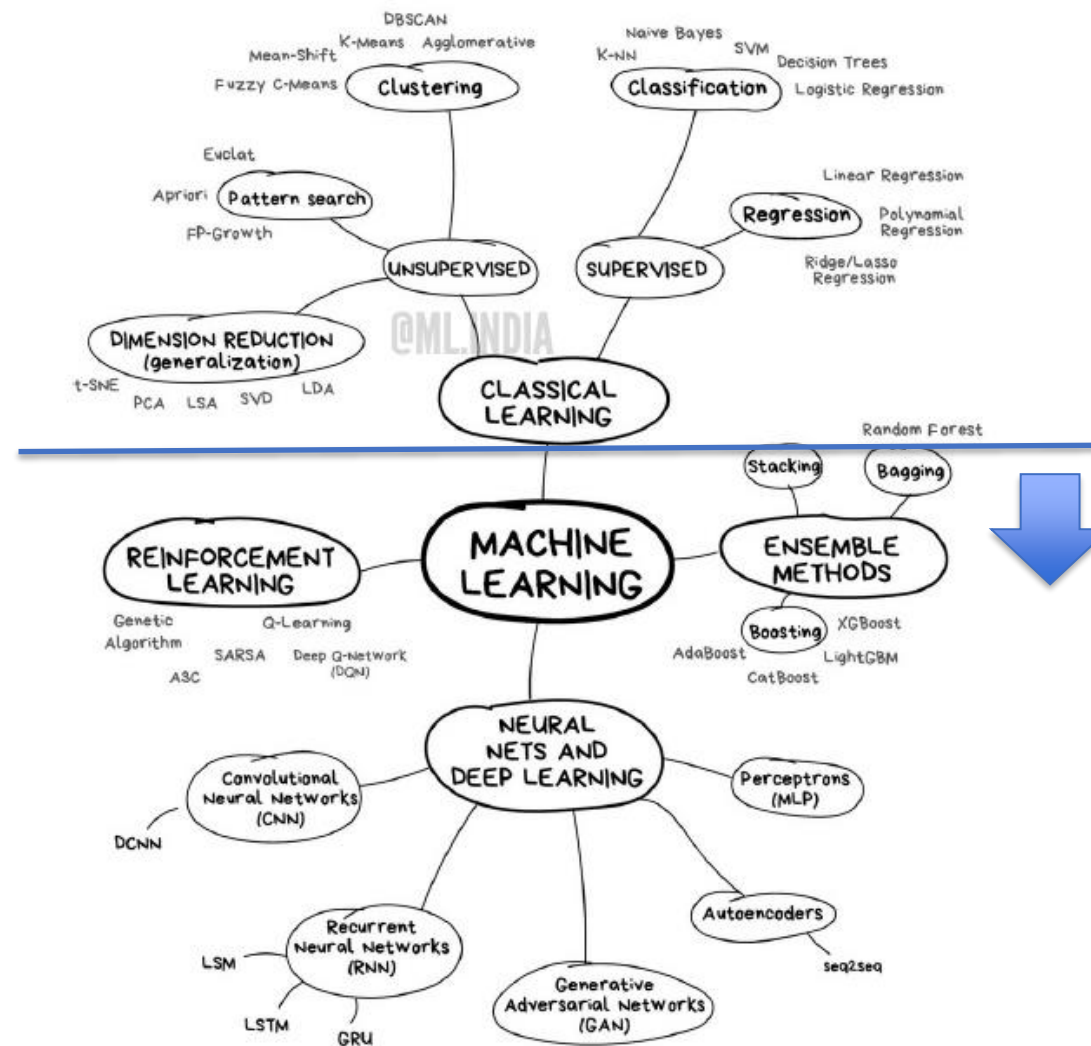 DBSCAN
K-Means
Agglomerative
Mean-Shift
Fuzzy C-Means
Clustering
Naive Bayes
K-NN
SVM
Decision Trees
Classification
Logistic Regression
Euclat
Apriori
Pattern search
FP-Growth
Linear Regression
Regression
Polynomial
Regression
Ridge/Lasso
Regression
UNSUPERVISED
SUPERVISED
@ML.INDIA
DIMENSION REDUCTION
(generalization)
t-SNE
PCA
LSA
SVD
LDA
CLASSICAL
LEARNING
Random Forest
Stacking
Bagging
REINFORCEMENT
LEARNING
MACHINE
LEARNING
ENSEMBLE
METHODS
Genetic
Algorithm
Q-Learning
SARSA
Deep Q-Network
(DQN)
A3C
Boosting
XGBoost
AdaBoost
LightGBM
CatBoost
NEURAL
NETS AND
DEEP LEARNING
Convolutional
Neural Networks
(CNN)
DCNN
Perceptrons
(MLP)
Autoencoders
seq2seq
Recurrent
Neural Networks
(RNN)
LSM
LSTM
GRU
Generative
Adversarial Networks
(GAN)